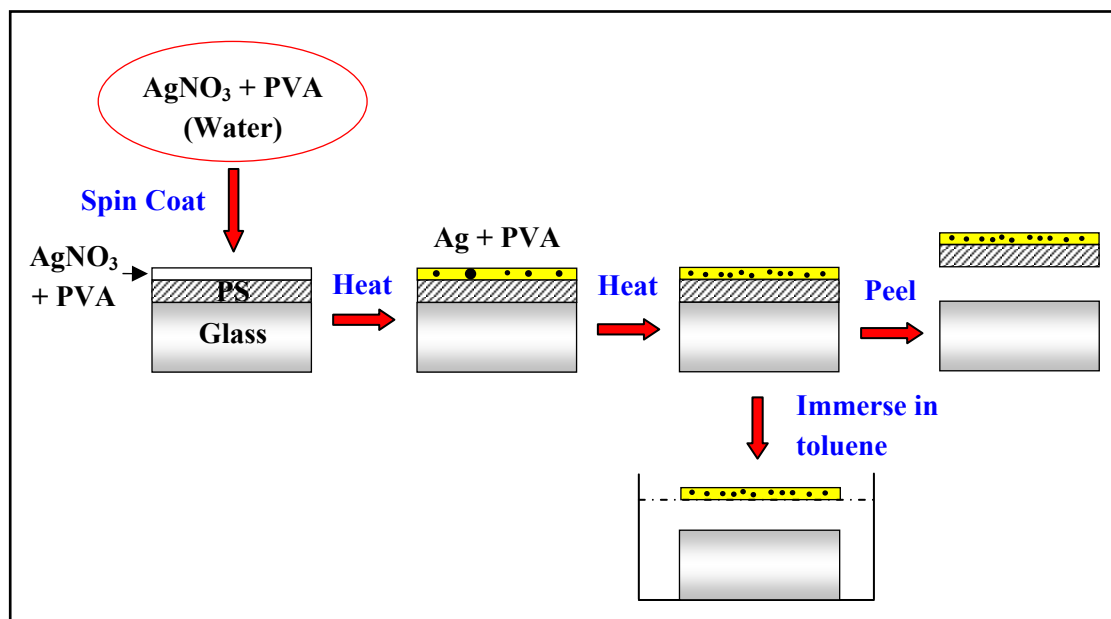 AgNO₃ + PVA
(Water)
Spin Coat
AgNO₃
+ PVA
PS
Glass
Heat
Ag + PVA
Heat
Peel
Immerse in
toluene